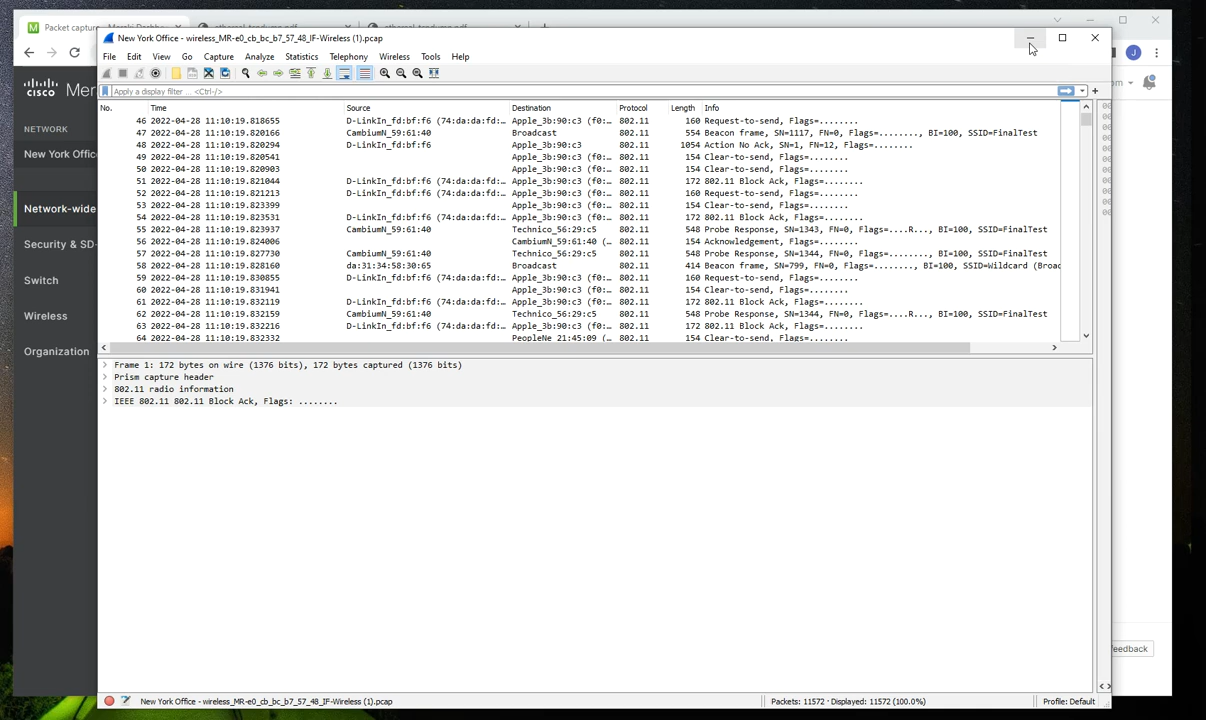 Packet captur
New York Office - wireless_MR-e0_cb_bc_b7_57_48_IF-Wireless (1).pcap
File Edit View Go Capture Analyze Statistics Telephony Wireless Tools Help
Apply a display filter ... <Ctrl-/>
cisco Mer
NETWORK
New York Offic
Network-wide
Security & SD-
Switch
Wireless
Organization
J
No. Time Source Destination Protocol Length Info
46 2022-04-28 11:10:19.818655 D-LinkIn_fd:bf:f6 (74:da:da:fd:… Apple_3b:90:c3 (f0:… 802.11 160 Request-to-send, Flags=........
47 2022-04-28 11:10:19.820166 CambiumN_59:61:40 Broadcast 802.11 554 Beacon frame, SN=1117, FN=0, Flags=........, BI=100, SSID=FinalTest
48 2022-04-28 11:10:19.820294 D-LinkIn_fd:bf:f6 Apple_3b:90:c3 802.11 1054 Action No Ack, SN=1, FN=12, Flags=........
49 2022-04-28 11:10:19.820541 Apple_3b:90:c3 (f0:… 802.11 154 Clear-to-send, Flags=........
50 2022-04-28 11:10:19.820903 Apple_3b:90:c3 (f0:… 802.11 154 Clear-to-send, Flags=........
51 2022-04-28 11:10:19.821044 D-LinkIn_fd:bf:f6 (74:da:da:fd:… Apple_3b:90:c3 (f0:… 802.11 172 802.11 Block Ack, Flags=........
52 2022-04-28 11:10:19.821213 D-LinkIn_fd:bf:f6 (74:da:da:fd:… Apple_3b:90:c3 (f0:… 802.11 160 Request-to-send, Flags=........
53 2022-04-28 11:10:19.823399 Apple_3b:90:c3 (f0:… 802.11 154 Clear-to-send, Flags=........
54 2022-04-28 11:10:19.823531 D-LinkIn_fd:bf:f6 (74:da:da:fd:… Apple_3b:90:c3 (f0:… 802.11 172 802.11 Block Ack, Flags=........
55 2022-04-28 11:10:19.823937 CambiumN_59:61:40 Technico_56:29:c5 802.11 548 Probe Response, SN=1343, FN=0, Flags=....R..., BI=100, SSID=FinalTest
56 2022-04-28 11:10:19.824006 CambiumN_59:61:40 (… 802.11 154 Acknowledgement, Flags=........
57 2022-04-28 11:10:19.827730 CambiumN_59:61:40 Technico_56:29:c5 802.11 548 Probe Response, SN=1344, FN=0, Flags=........, BI=100, SSID=FinalTest
58 2022-04-28 11:10:19.828160 da:31:34:58:30:65 Broadcast 802.11 414 Beacon frame, SN=799, FN=0, Flags=........, BI=100, SSID=Wildcard (Broad
59 2022-04-28 11:10:19.830855 D-LinkIn_fd:bf:f6 (74:da:da:fd:… Apple_3b:90:c3 (f0:… 802.11 160 Request-to-send, Flags=........
60 2022-04-28 11:10:19.831941 Apple_3b:90:c3 (f0:… 802.11 154 Clear-to-send, Flags=........
61 2022-04-28 11:10:19.832119 D-LinkIn_fd:bf:f6 (74:da:da:fd:… Apple_3b:90:c3 (f0:… 802.11 172 802.11 Block Ack, Flags=........
62 2022-04-28 11:10:19.832159 CambiumN_59:61:40 Technico_56:29:c5 802.11 548 Probe Response, SN=1344, FN=0, Flags=....R..., BI=100, SSID=FinalTest
63 2022-04-28 11:10:19.832216 D-LinkIn_fd:bf:f6 (74:da:da:fd:… Apple_3b:90:c3 (f0:… 802.11 172 802.11 Block Ack, Flags=........
64 2022-04-28 11:10:19.832332 PeopleNe_21:45:09 (… 802.11 154 Clear-to-send, Flags=........
Frame 1: 172 bytes on wire (1376 bits), 172 bytes captured (1376 bits)
Prism capture header
802.11 radio information
IEEE 802.11 802.11 Block Ack, Flags: ........
eedback
New York Office - wireless_MR-e0_cb_bc_b7_57_48_IF-Wireless (1).pcap
Packets: 11572 · Displayed: 11572 (100.0%)
Profile: Default